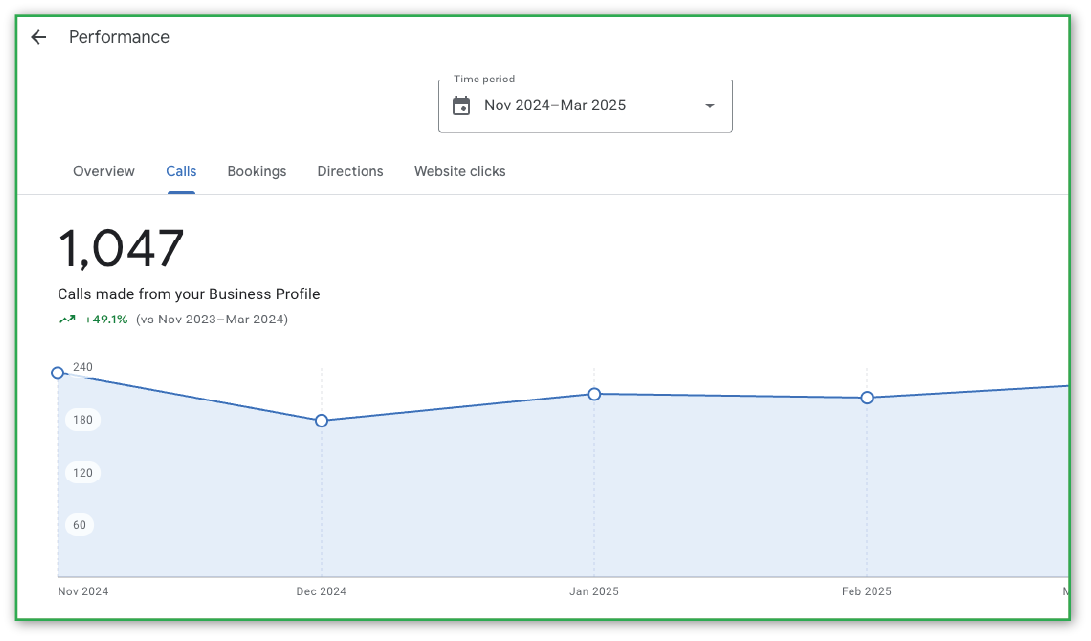 Performance
Time period
Nov 2024–Mar 2025
Overview Calls Bookings Directions Website clicks
1,047
Calls made from your Business Profile
+49.1% (vs Nov 2023–Mar 2024)
240
180
120
60
Nov 2024 Dec 2024 Jan 2025 Feb 2025